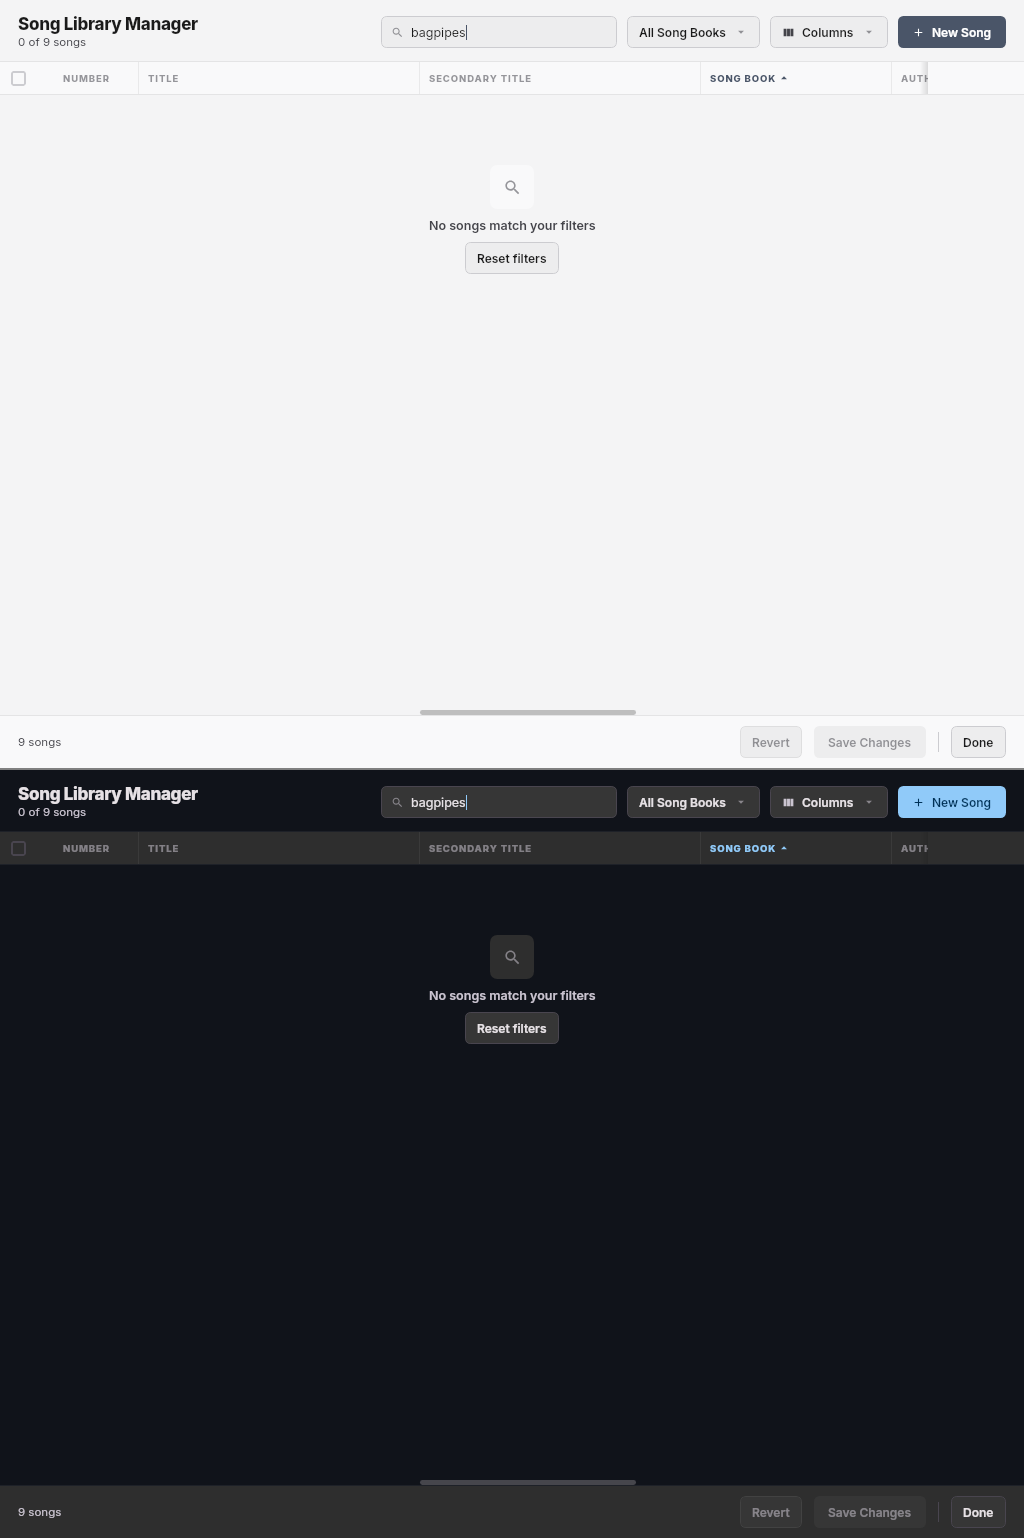 Song Library Manager
0 of 9 songs
bagpipes
All Song Books
Columns
+ New Song
NUMBER
TITLE
SECONDARY TITLE
SONG BOOK
AUTH
No songs match your filters
Reset filters
9 songs
Revert
Save Changes
Done
Song Library Manager
0 of 9 songs
bagpipes
All Song Books
Columns
+ New Song
NUMBER
TITLE
SECONDARY TITLE
SONG BOOK
AUTH
No songs match your filters
Reset filters
9 songs
Revert
Save Changes
Done